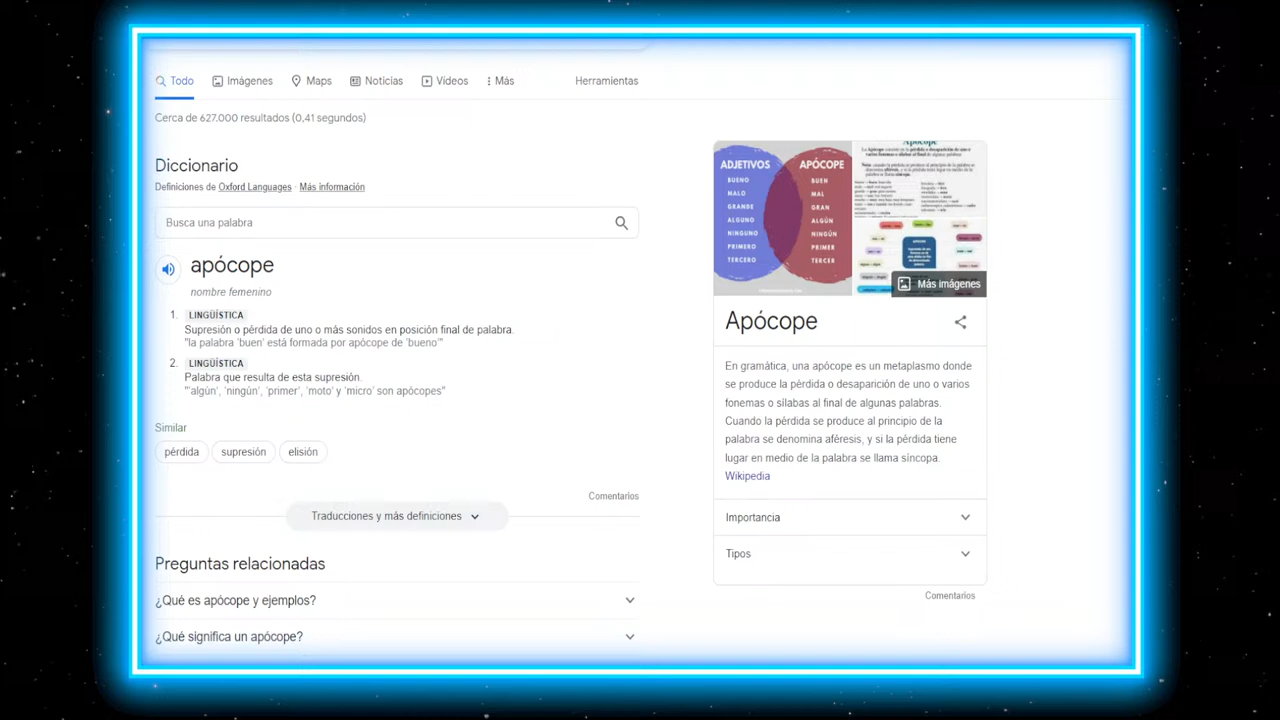 Todo
Imágenes
Maps
Noticias
Vídeos
Más
Herramientas
Cerca de 627.000 resultados (0,41 segundos)
Diccionario
Definiciones de Oxford Languages · Más información
Busca una palabra
apócope
nombre femenino
1. LINGÜÍSTICA
Supresión o pérdida de uno o más sonidos en posición final de palabra.
"la palabra 'buen' está formada por apócope de 'bueno'"
2. LINGÜÍSTICA
Palabra que resulta de esta supresión.
"'algún', 'ningún', 'primer', 'moto' y 'micro' son apócopes"
Similar
pérdida
supresión
elisión
Comentarios
Traducciones y más definiciones
Preguntas relacionadas
¿Qué es apócope y ejemplos?
¿Qué significa un apócope?
ADJETIVOS
BUENO
MALO
GRANDE
ALGUNO
NINGUNO
PRIMERO
TERCERO
APÓCOPE
BUEN
MAL
GRAN
ALGÚN
NINGÚN
PRIMER
TERCER
Apócope
Más imágenes
Apócope
En gramática, una apócope es un metaplasmo donde
se produce la pérdida o desaparición de uno o varios
fonemas o sílabas al final de algunas palabras.
Cuando la pérdida se produce al principio de la
palabra se denomina aféresis, y si la pérdida tiene
lugar en medio de la palabra se llama síncopa.
Wikipedia
Importancia
Tipos
Comentarios